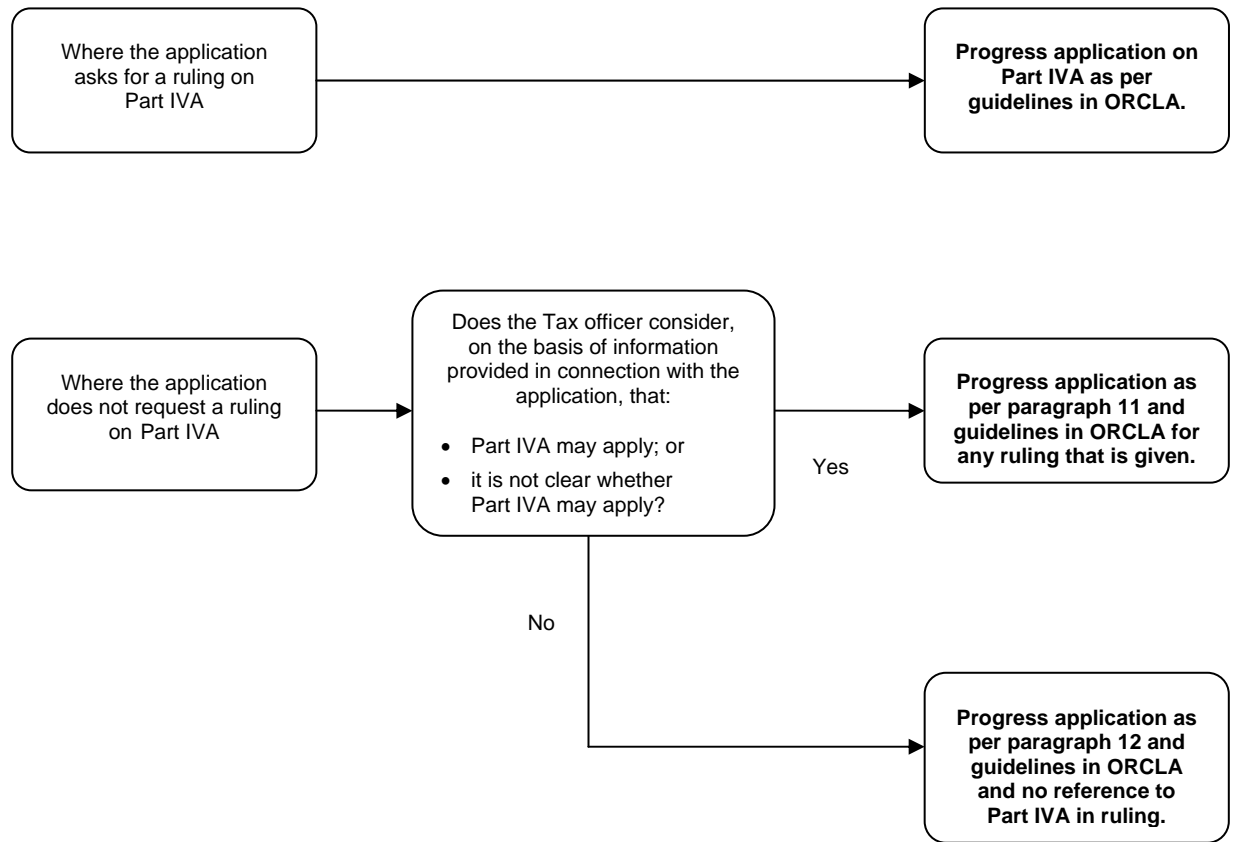 Where the application
asks for a ruling on
Part IVA
Progress application on
Part IVA as per
guidelines in ORCLA.
Where the application
does not request a ruling
on Part IVA
Does the Tax officer consider,
on the basis of information
provided in connection with the
application, that:
• Part IVA may apply; or
• it is not clear whether
Part IVA may apply?
Yes
Progress application as
per paragraph 11 and
guidelines in ORCLA for
any ruling that is given.
No
Progress application as
per paragraph 12 and
guidelines in ORCLA
and no reference to
Part IVA in ruling.